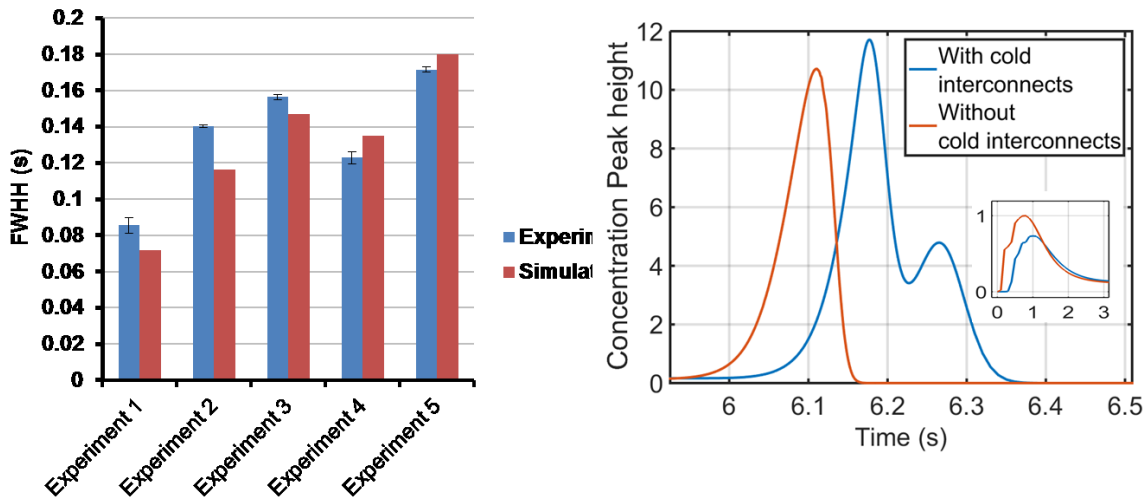 0.2
0.18
0.16
0.14
0.12
0.1
0.08
0.06
0.04
0.02
0
FWHH (s)
Experiment 1
Experiment 2
Experiment 3
Experiment 4
Experiment 5
Experin
Simulat
12
10
8
6
4
2
0
Concentration Peak height
With cold
interconnects
Without
cold interconnects
1
0
0 1 2 3
6 6.1 6.2 6.3 6.4 6.5
Time (s)